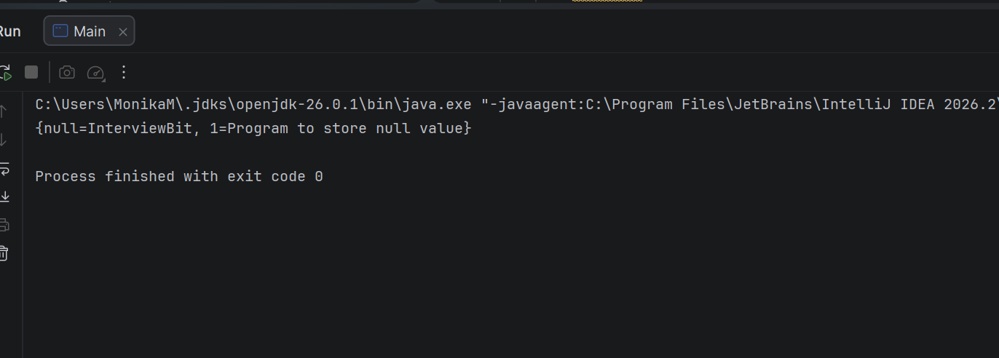 Run
Main
C:\Users\MonikaM\.jdks\openjdk-26.0.1\bin\java.exe "-javaagent:C:\Program Files\JetBrains\IntelliJ IDEA 2026.2\
{null=InterviewBit, 1=Program to store null value}
Process finished with exit code 0